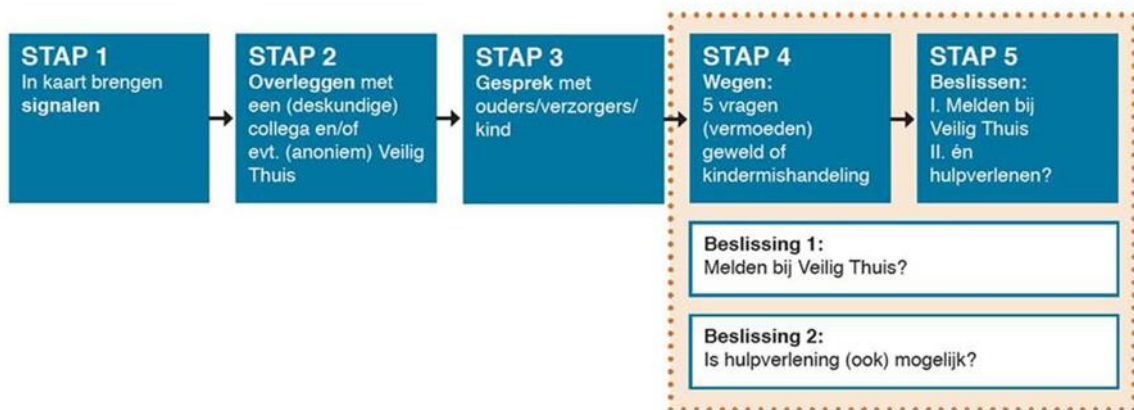 STAP 1
In kaart brengen
signalen
STAP 2
Overleggen met
een (deskundige)
collega en/of
evt. (anoniem) Veilig
Thuis
STAP 3
Gesprek met
ouders/verzorgers/
kind
STAP 4
Wegen:
5 vragen
(vermoeden)
geweld of
kindermishandeling
STAP 5
Beslissen:
I. Melden bij
Veilig Thuis
II. én
hulpverlenen?
Beslissing 1:
Melden bij Veilig Thuis?
Beslissing 2:
Is hulpverlening (ook) mogelijk?